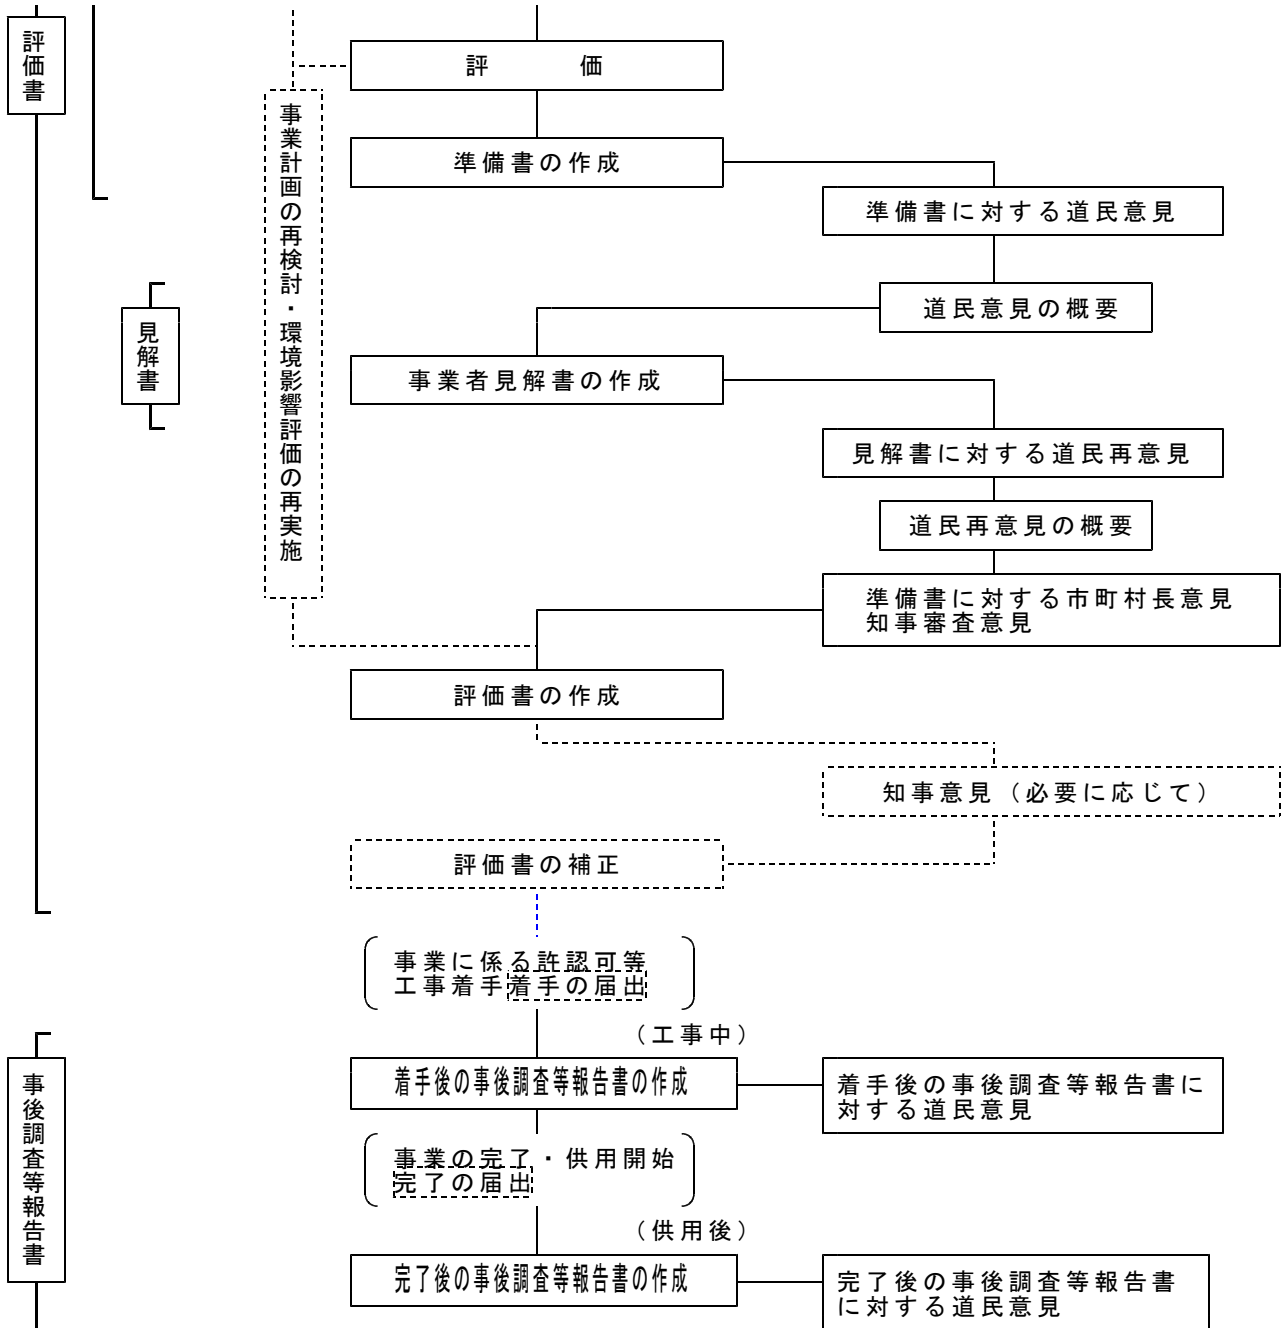 評価書
評　　　価
事業計画の再検討・環境影響評価の再実施
準備書の作成
準備書に対する道民意見
道民意見の概要
見解書
事業者見解書の作成
見解書に対する道民再意見
道民再意見の概要
準備書に対する市町村長意見
知事審査意見
評価書の作成
知事意見（必要に応じて）
評価書の補正
事業に係る許認可等
工事着手着手の届出
（工事中）
事後調査等報告書
着手後の事後調査等報告書の作成
着手後の事後調査等報告書に
対する道民意見
事業の完了・供用開始
完了の届出
（供用後）
完了後の事後調査等報告書の作成
完了後の事後調査等報告書
に対する道民意見